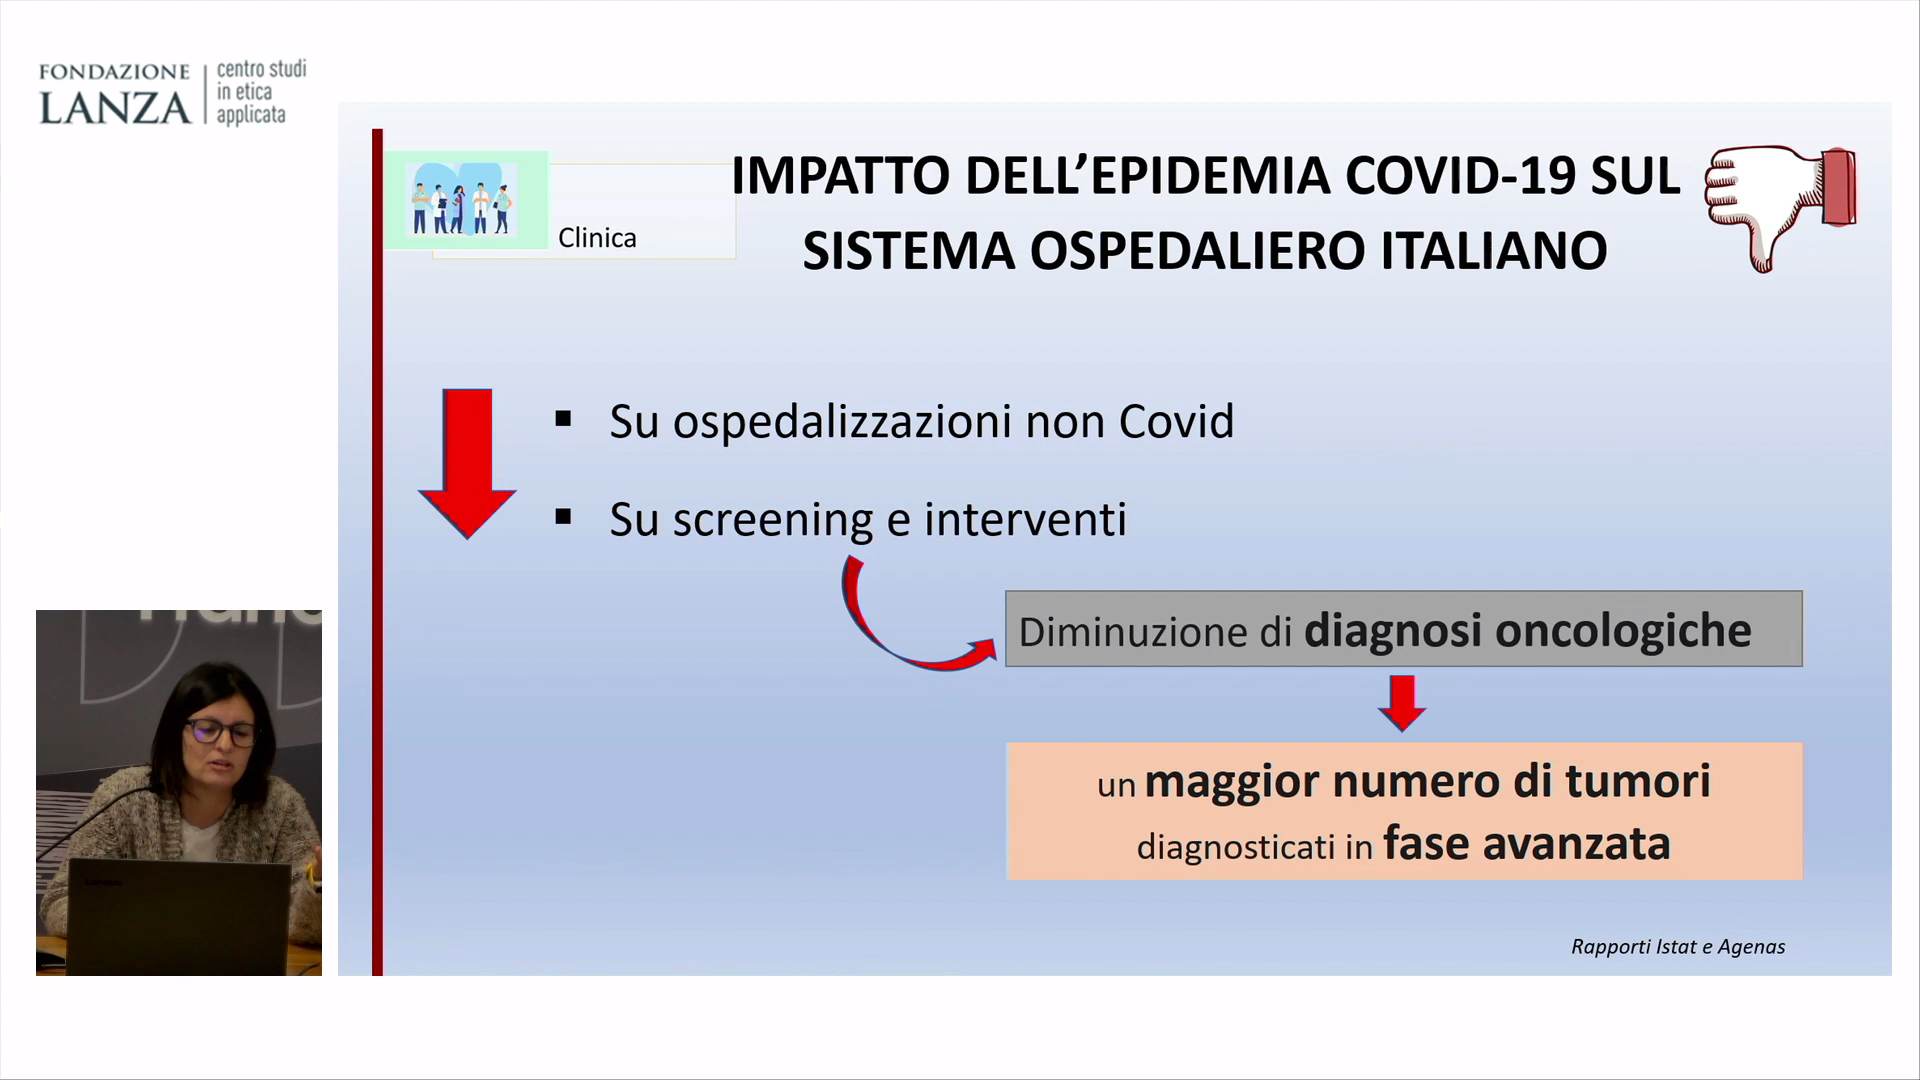 FONDAZIONE
LANZA
centro studi
in etica
applicata
Clinica
IMPATTO DELL’EPIDEMIA COVID-19 SUL
SISTEMA OSPEDALIERO ITALIANO
▪ Su ospedalizzazioni non Covid
▪ Su screening e interventi
Diminuzione di diagnosi oncologiche
un maggior numero di tumori
diagnosticati in fase avanzata
Rapporti Istat e Agenas